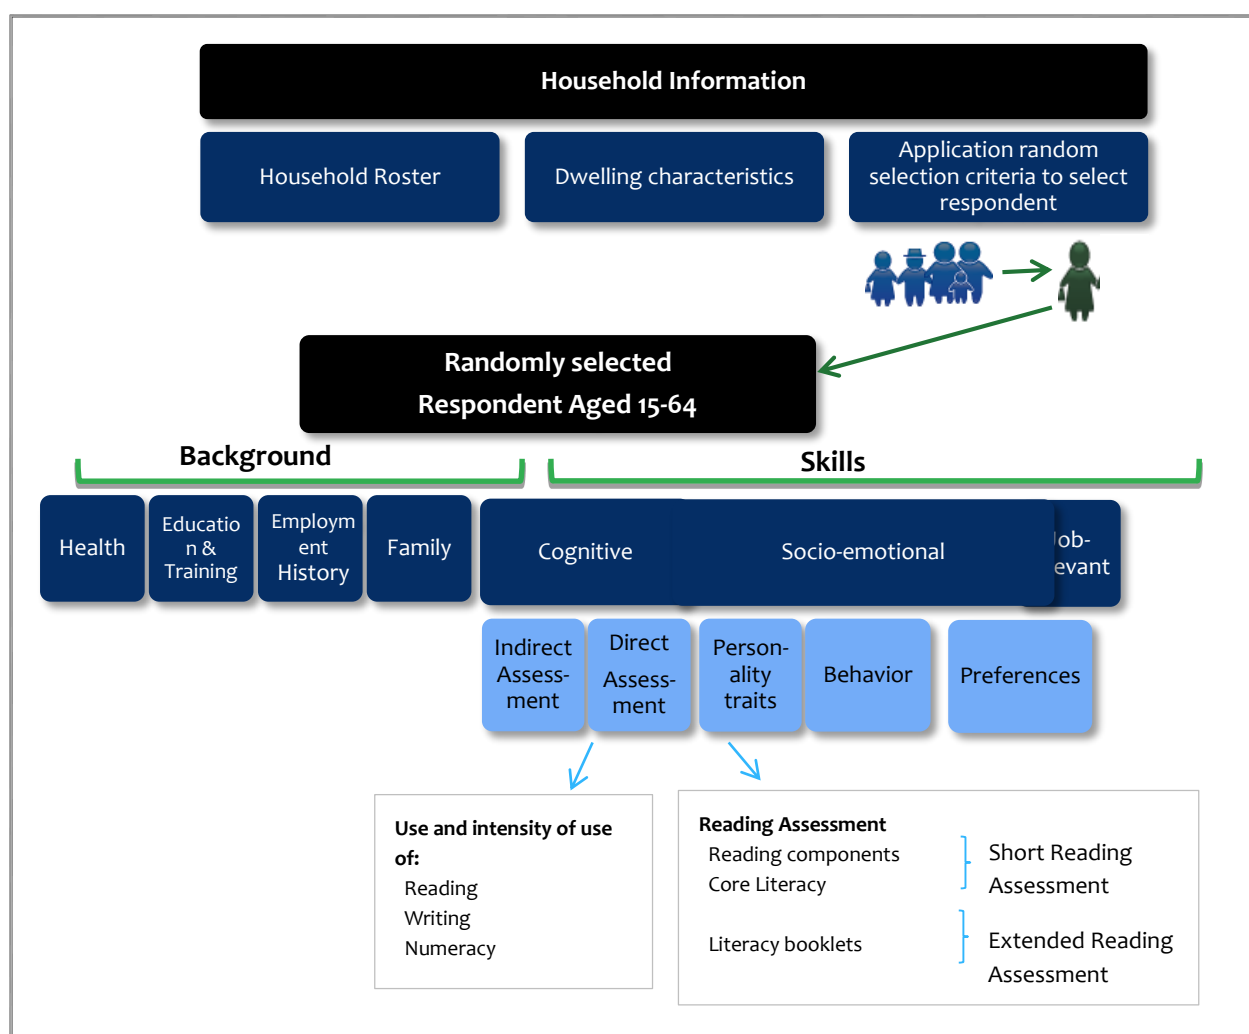 Household Information
Household Roster
Dwelling characteristics
Application random
selection criteria to select
respondent
Randomly selected
Respondent Aged 15-64
Background
Skills
Health
Educatio
n &
Training
Employm
ent
History
Family
Cognitive
Socio-emotional
Job-
evant
Indirect
Assess-
ment
Direct
Assess-
ment
Person-
ality
traits
Behavior
Preferences
Use and intensity of use
of:
Reading
Writing
Numeracy
Reading Assessment
Reading components
Core Literacy
Short Reading
Assessment
Literacy booklets
Extended Reading
Assessment